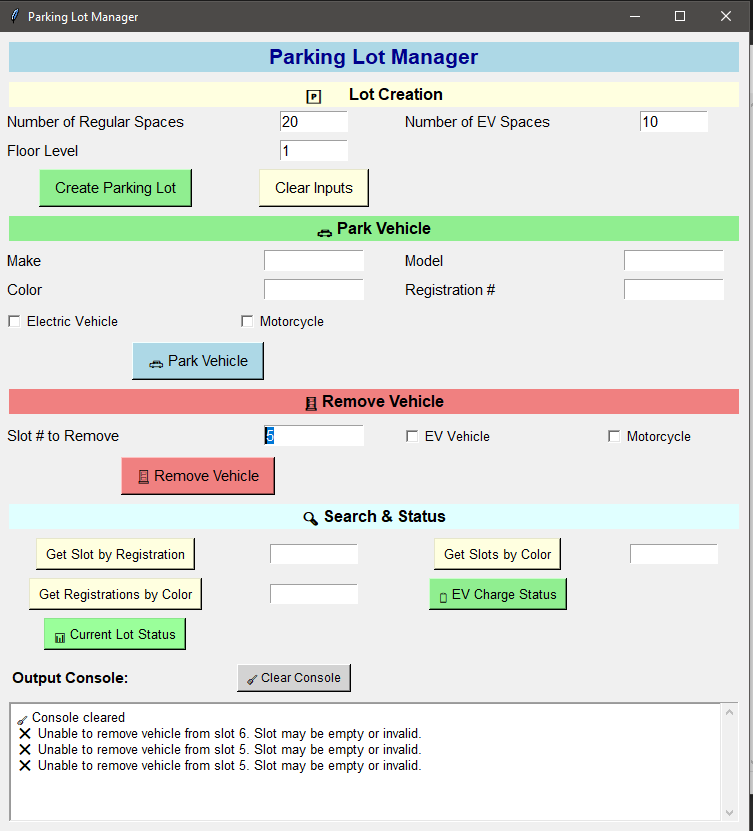 Parking Lot Manager
Parking Lot Manager
P Lot Creation
Number of Regular Spaces 20 Number of EV Spaces 10
Floor Level 1
Create Parking Lot Clear Inputs
Park Vehicle
Make Model
Color Registration #
Electric Vehicle Motorcycle
Park Vehicle
Remove Vehicle
Slot # to Remove 5 EV Vehicle Motorcycle
Remove Vehicle
Search & Status
Get Slot by Registration Get Slots by Color
Get Registrations by Color EV Charge Status
Current Lot Status
Output Console: Clear Console
Console cleared
Unable to remove vehicle from slot 6. Slot may be empty or invalid.
Unable to remove vehicle from slot 5. Slot may be empty or invalid.
Unable to remove vehicle from slot 5. Slot may be empty or invalid.